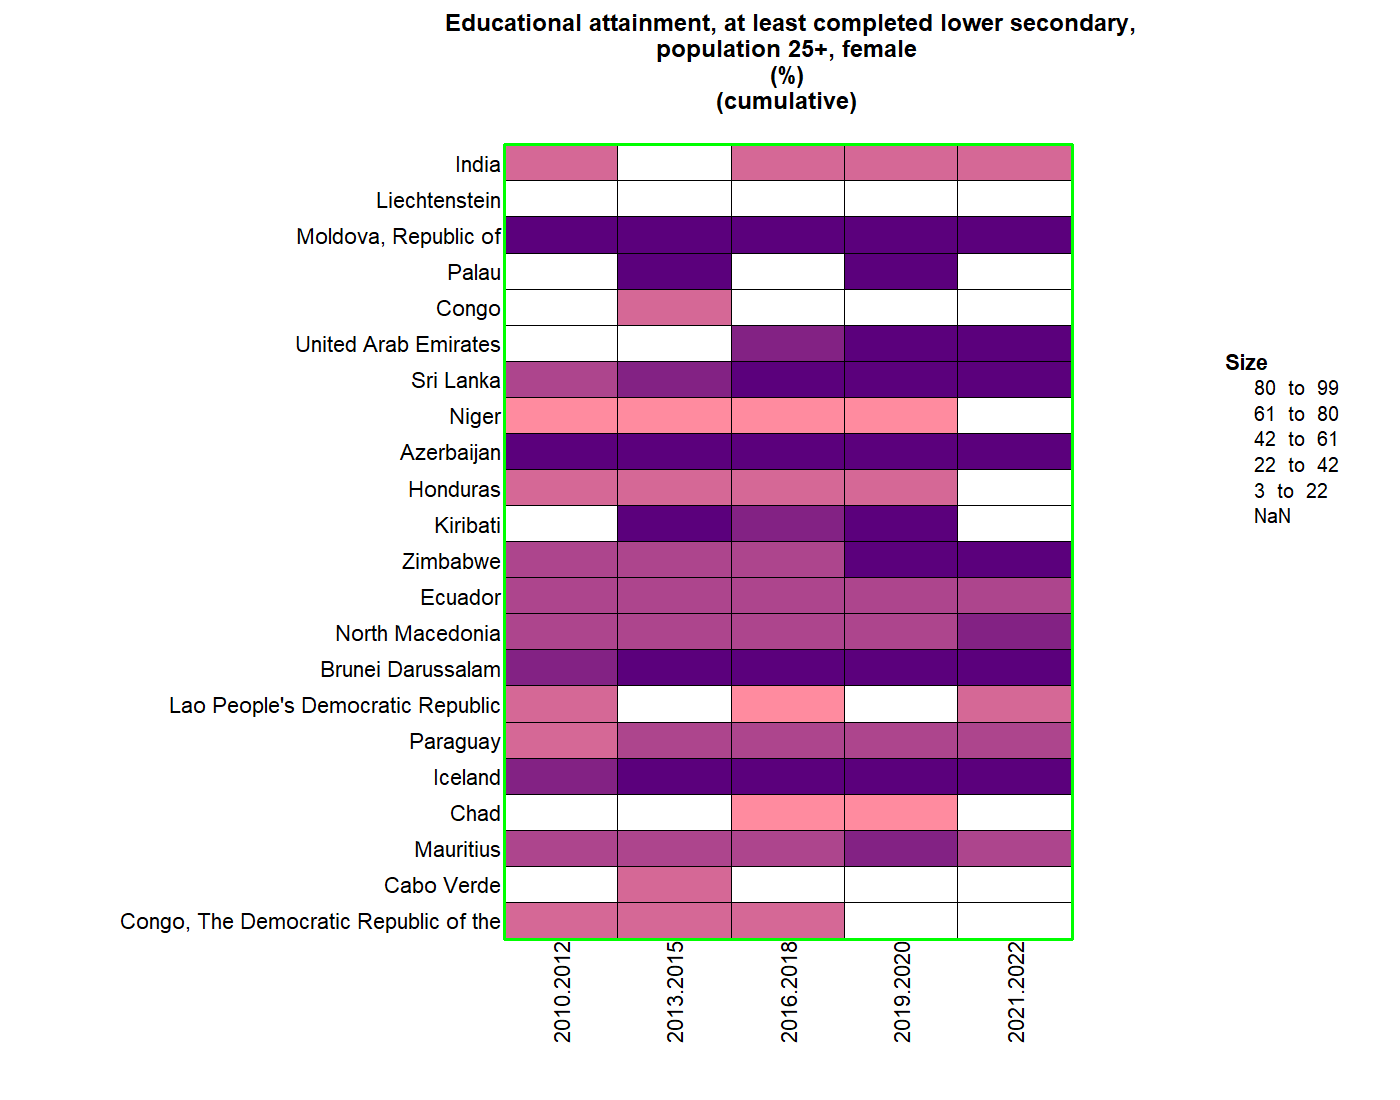 Educational attainment, at least completed lower secondary,
population 25+, female
(%)
(cumulative)
India
Liechtenstein
Moldova, Republic of
Palau
Congo
United Arab Emirates
Sri Lanka
Niger
Azerbaijan
Honduras
Kiribati
Zimbabwe
Ecuador
North Macedonia
Brunei Darussalam
Lao People's Democratic Republic
Paraguay
Iceland
Chad
Mauritius
Cabo Verde
Congo, The Democratic Republic of the
2010.2012
2013.2015
2016.2018
2019.2020
2021.2022
Size
80 to 99
61 to 80
42 to 61
22 to 42
3 to 22
NaN